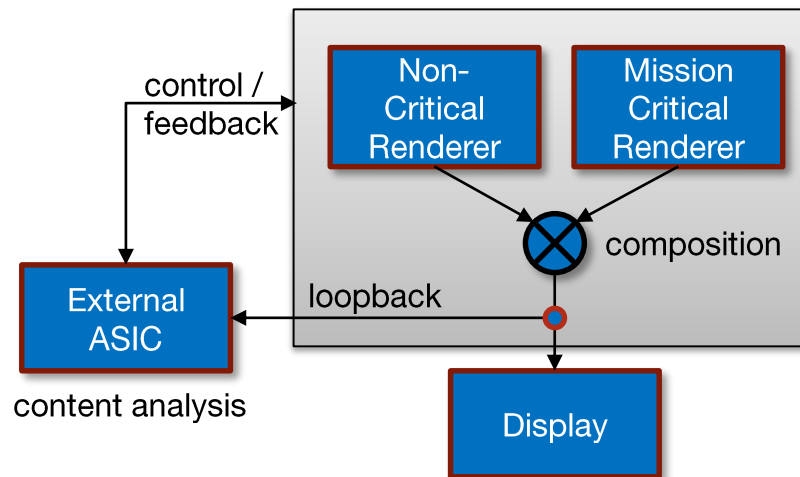 control /
feedback
Non-
Critical
Renderer
Mission
Critical
Renderer
composition
External
ASIC
loopback
content analysis
Display